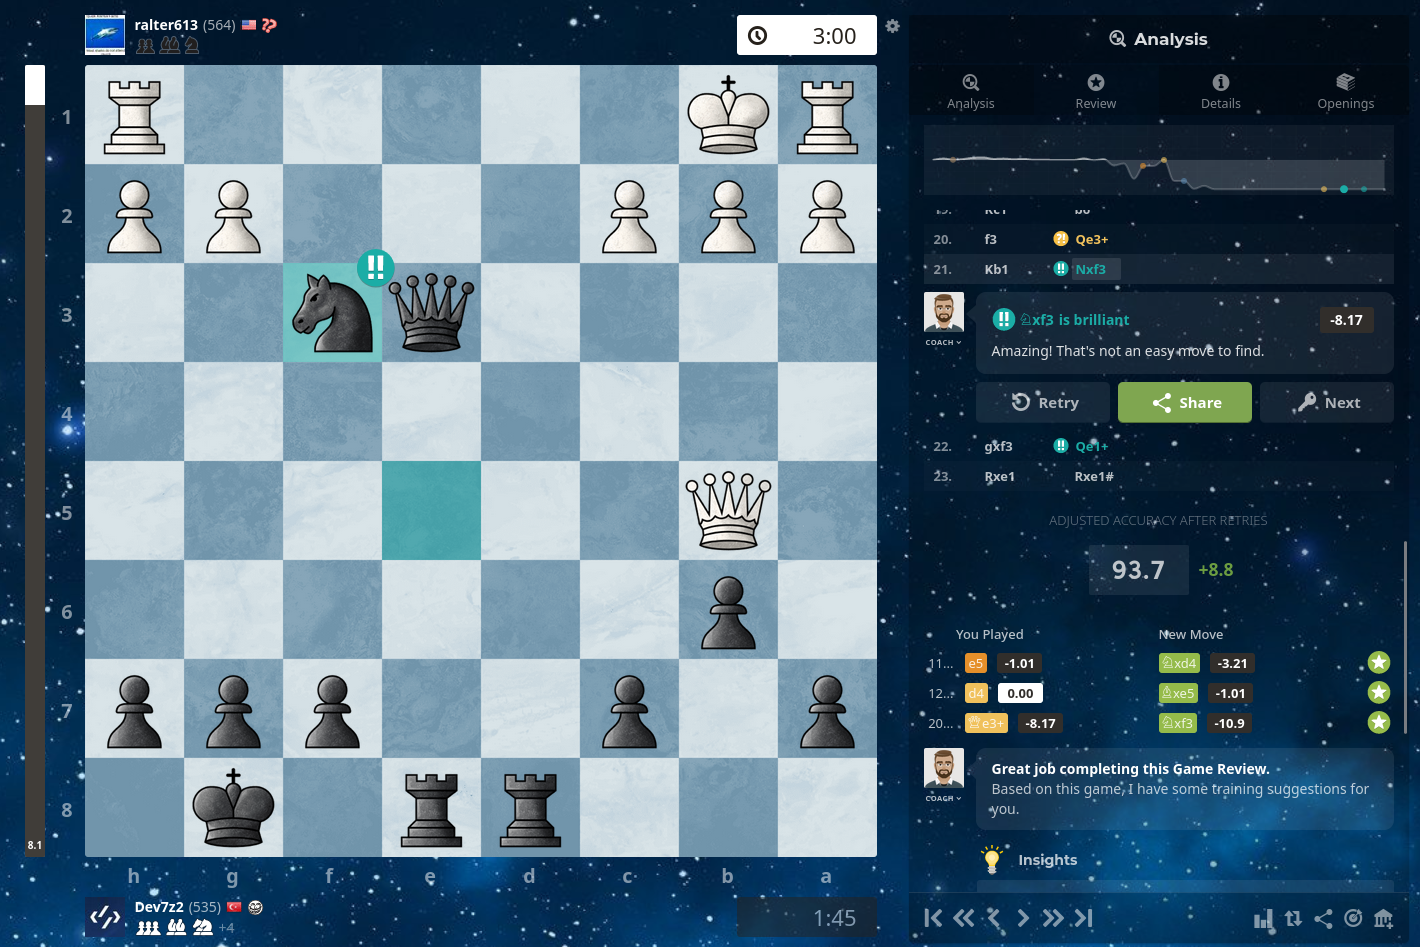 ralter613 (564)
3:00
Analysis
Analysis Review Details Openings
20. f3 ?! Qe3+
21. Kb1 !! Nxf3
!! ♘xf3 is brilliant -8.17
Amazing! That's not an easy move to find.
COACH
Retry Share Next
22. gxf3 !! Qe1+
23. Rxe1 Rxe1#
ADJUSTED ACCURACY AFTER RETRIES
93.7 +8.8
You Played New Move
11... e5 -1.01 ♘xd4 -3.21
12... d4 0.00 ♗xe5 -1.01
20... ♕e3+ -8.17 ♘xf3 -10.9
Great job completing this Game Review.
Based on this game, I have some training suggestions for
you.
COACH
Insights
1
2
3
!!
4
5
6
7
8
8.1
h g f e d c b a
Dev7z2 (535)
+4
1:45